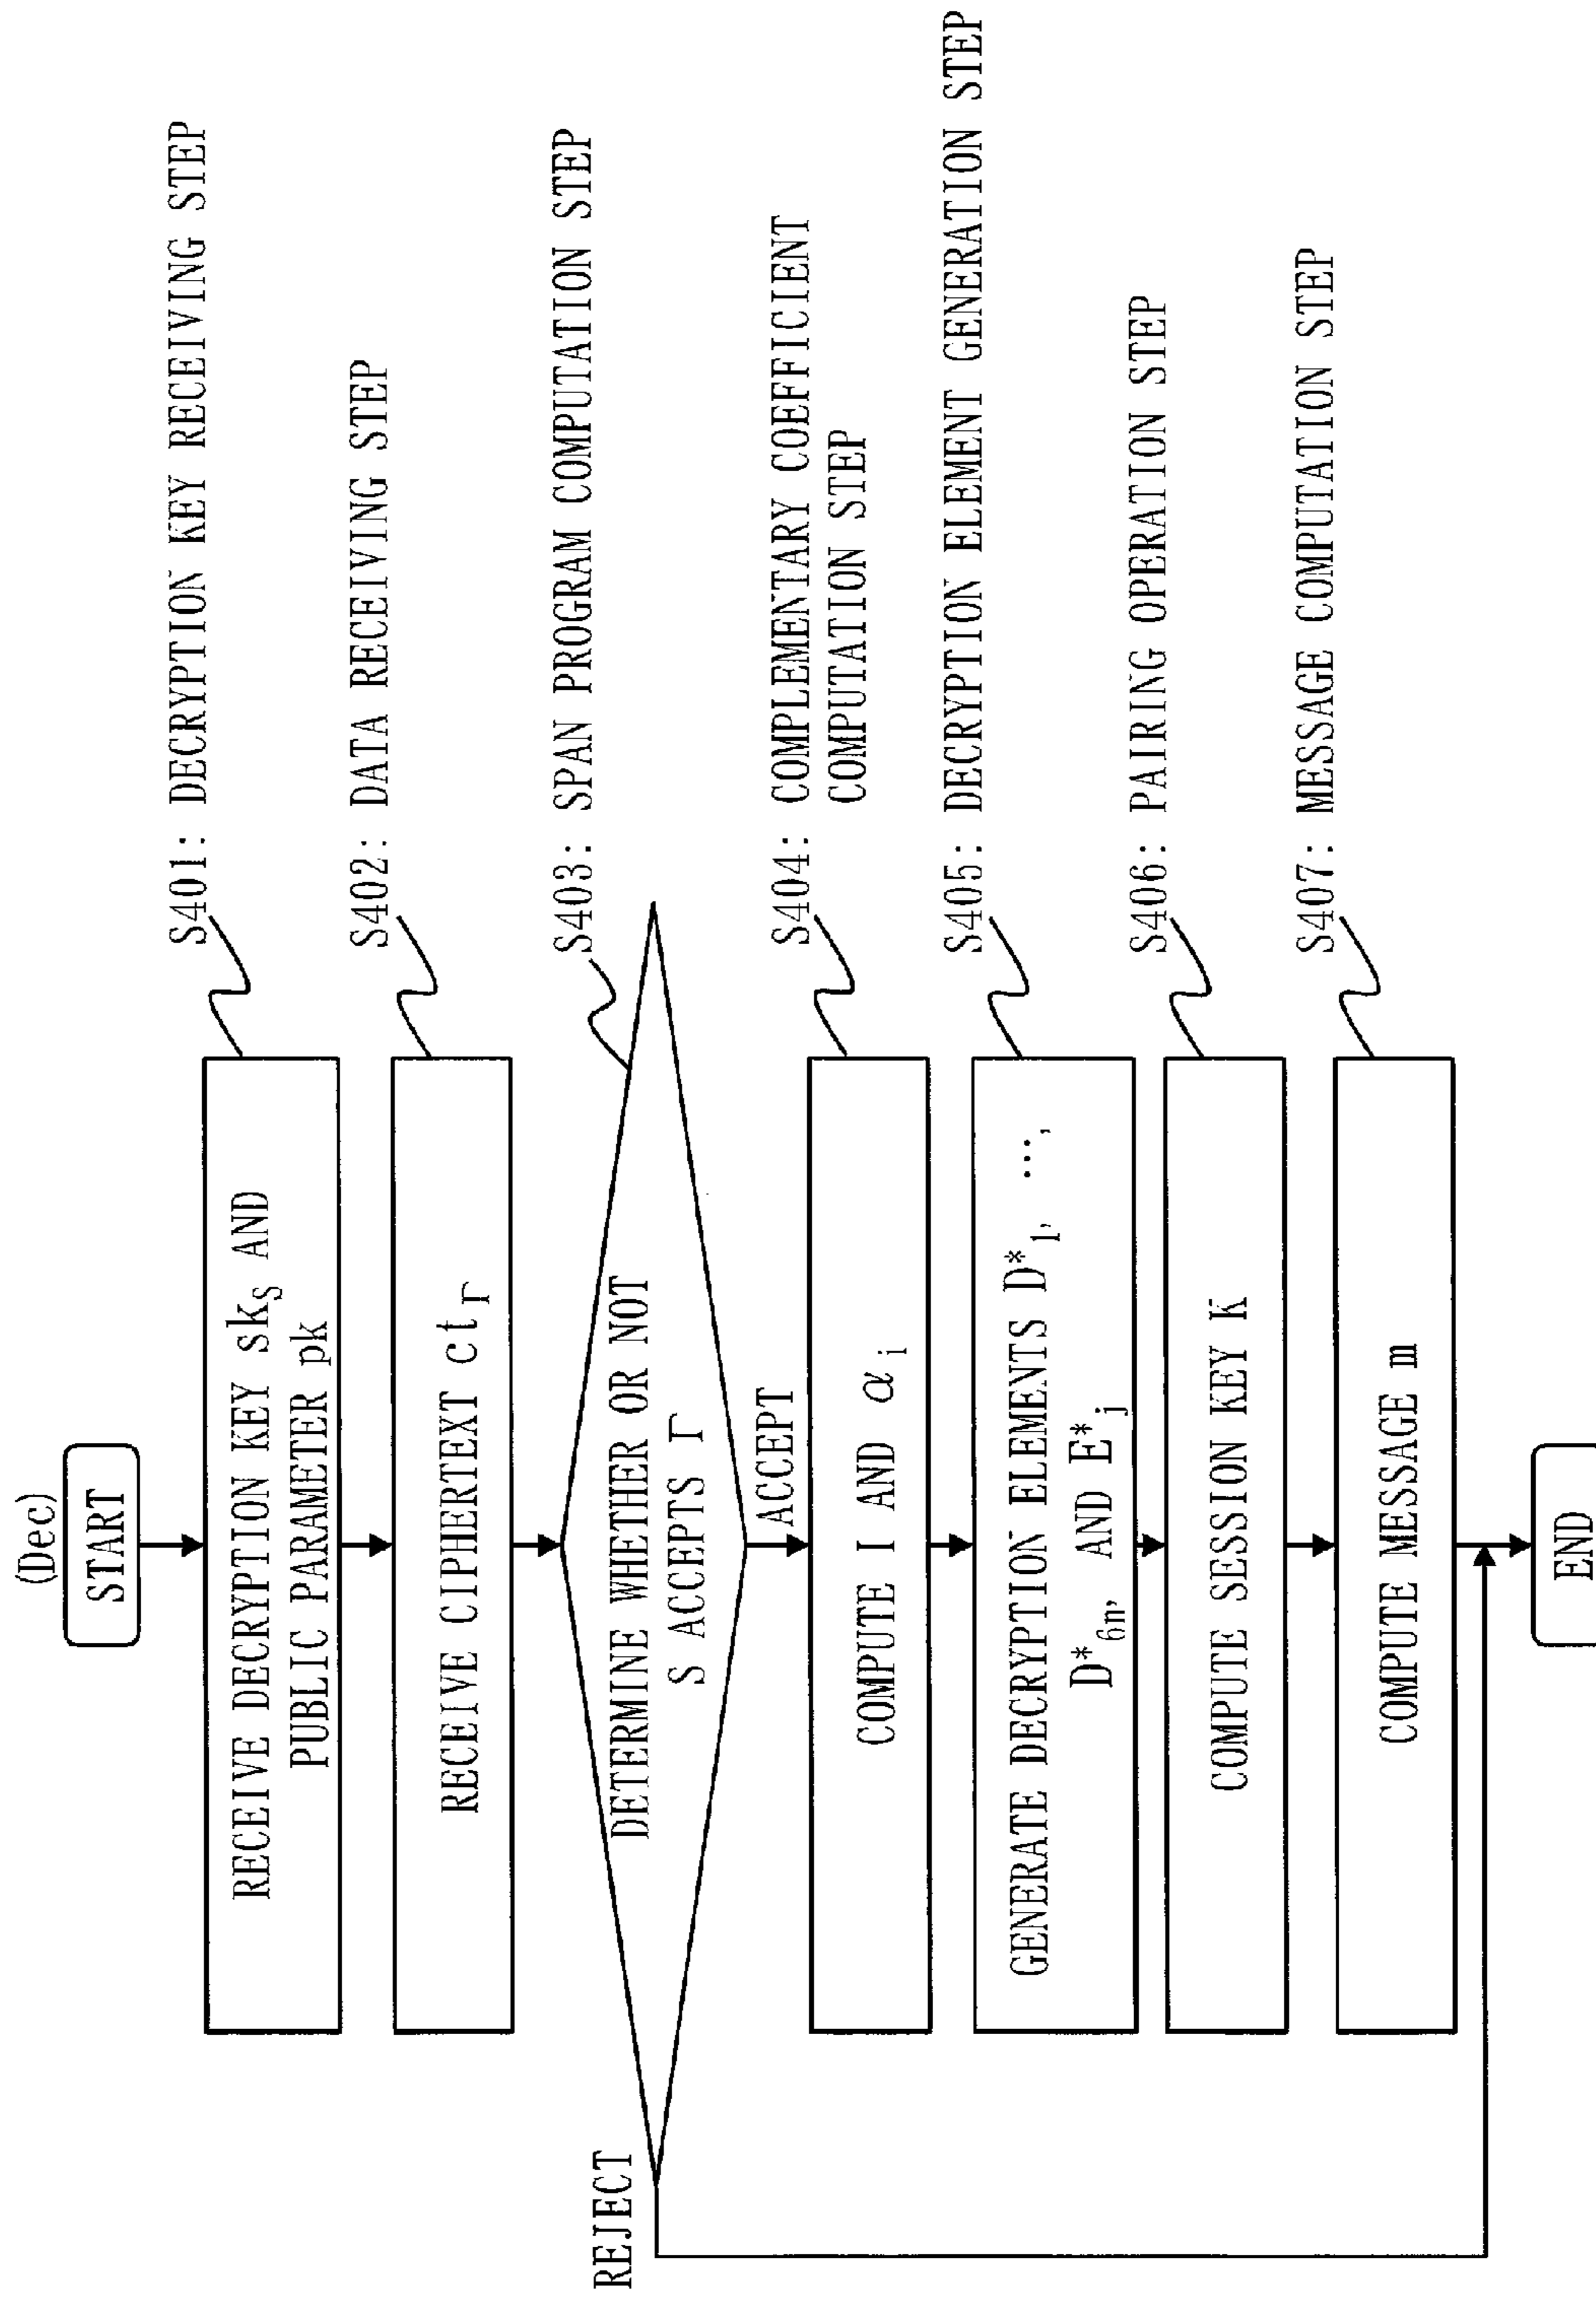 (Dec)
START
RECEIVE DECRYPTION KEY sk_S AND
PUBLIC PARAMETER pk
S401: DECRYPTION KEY RECEIVING STEP
RECEIVE CIPHERTEXT ct_Γ
S402: DATA RECEIVING STEP
DETERMINE WHETHER OR NOT
S ACCEPTS Γ
S403: SPAN PROGRAM COMPUTATION STEP
REJECT
ACCEPT
COMPUTE I AND α_i
S404: COMPLEMENTARY COEFFICIENT
COMPUTATION STEP
GENERATE DECRYPTION ELEMENTS D*_1, ...,
D*_6n, AND E*_j
S405: DECRYPTION ELEMENT GENERATION STEP
COMPUTE SESSION KEY K
S406: PAIRING OPERATION STEP
COMPUTE MESSAGE m
S407: MESSAGE COMPUTATION STEP
END